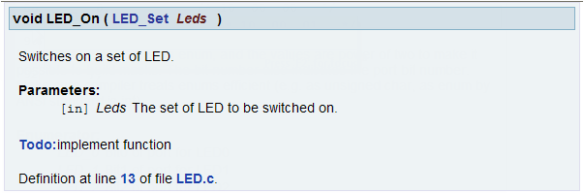 void LED_On ( LED_Set Leds )
Switches on a set of LED.
Parameters:
[in] Leds The set of LED to be switched on.
Todo:implement function
Definition at line 13 of file LED.c.